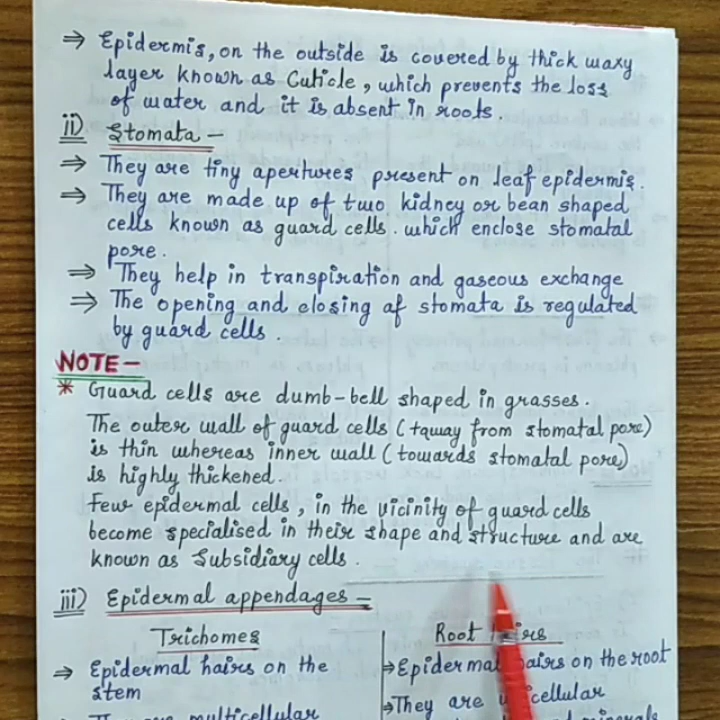 ⇒ Epidermis, on the outside is covered by thick waxy
layer known as Cuticle, which prevents the loss
of water and it is absent in roots.
ii) Stomata –
⇒ They are tiny apertures present on leaf epidermis.
⇒ They are made up of two kidney or bean shaped
cells known as guard cells. which enclose stomatal
pore.
⇒ They help in transpiration and gaseous exchange
⇒ The opening and closing of stomata is regulated
by guard cells.
NOTE –
* Guard cells are dumb-bell shaped in grasses.
The outer wall of guard cells (away from stomatal pore)
is thin whereas inner wall (towards stomatal pore)
is highly thickened.
Few epidermal cells, in the vicinity of guard cells
become specialised in their shape and structure and are
known as Subsidiary cells.
iii) Epidermal appendages –
Trichomes
⇒ Epidermal hairs on the
stem
multicellular
Root
⇒ Epidermal hairs on the root
⇒ They are
minerals